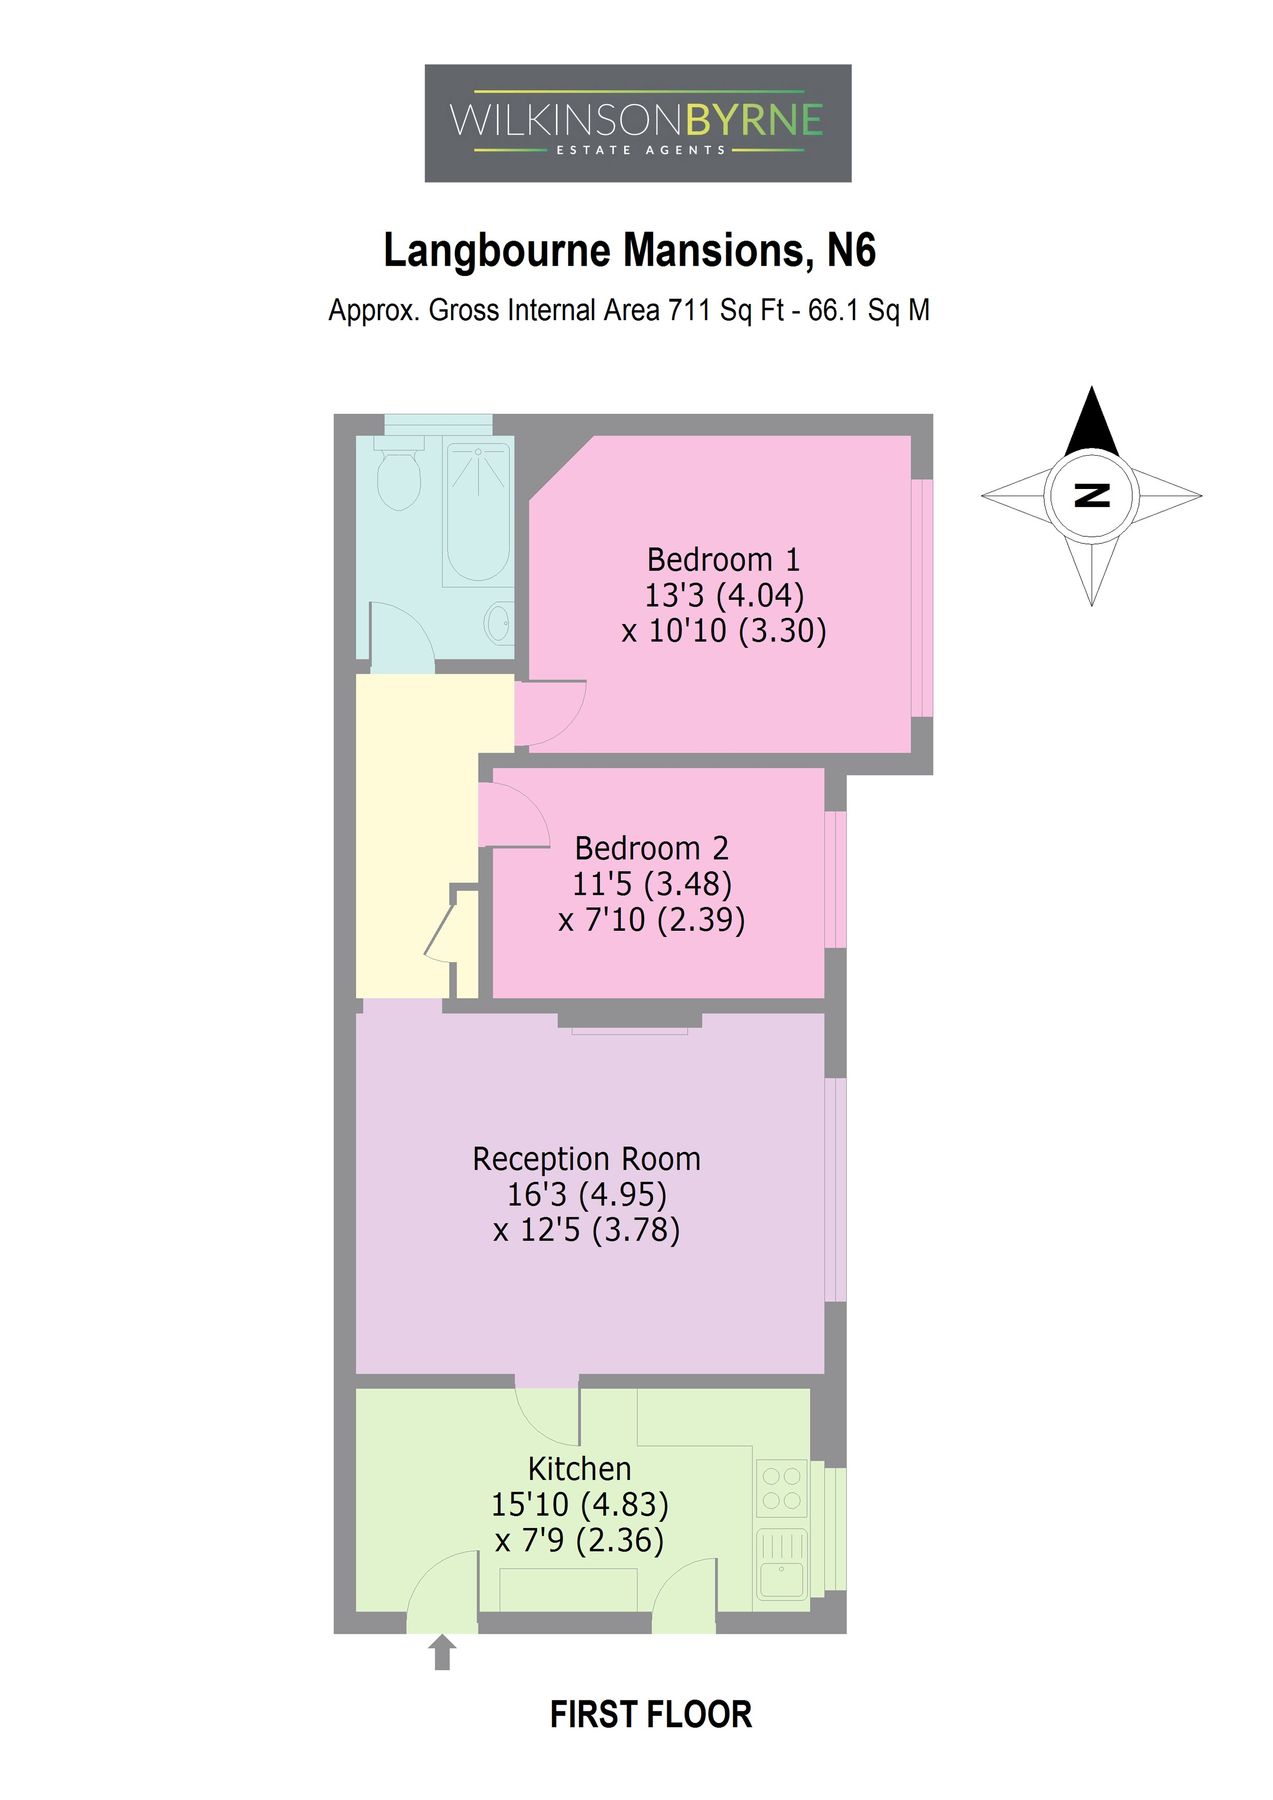 WILKINSONBYRNE
ESTATE AGENTS
Langbourne Mansions, N6
Approx. Gross Internal Area 711 Sq Ft - 66.1 Sq M
N
Bedroom 1
13'3 (4.04)
x 10'10 (3.30)
Bedroom 2
11'5 (3.48)
x 7'10 (2.39)
Reception Room
16'3 (4.95)
x 12'5 (3.78)
Kitchen
15'10 (4.83)
x 7'9 (2.36)
FIRST FLOOR